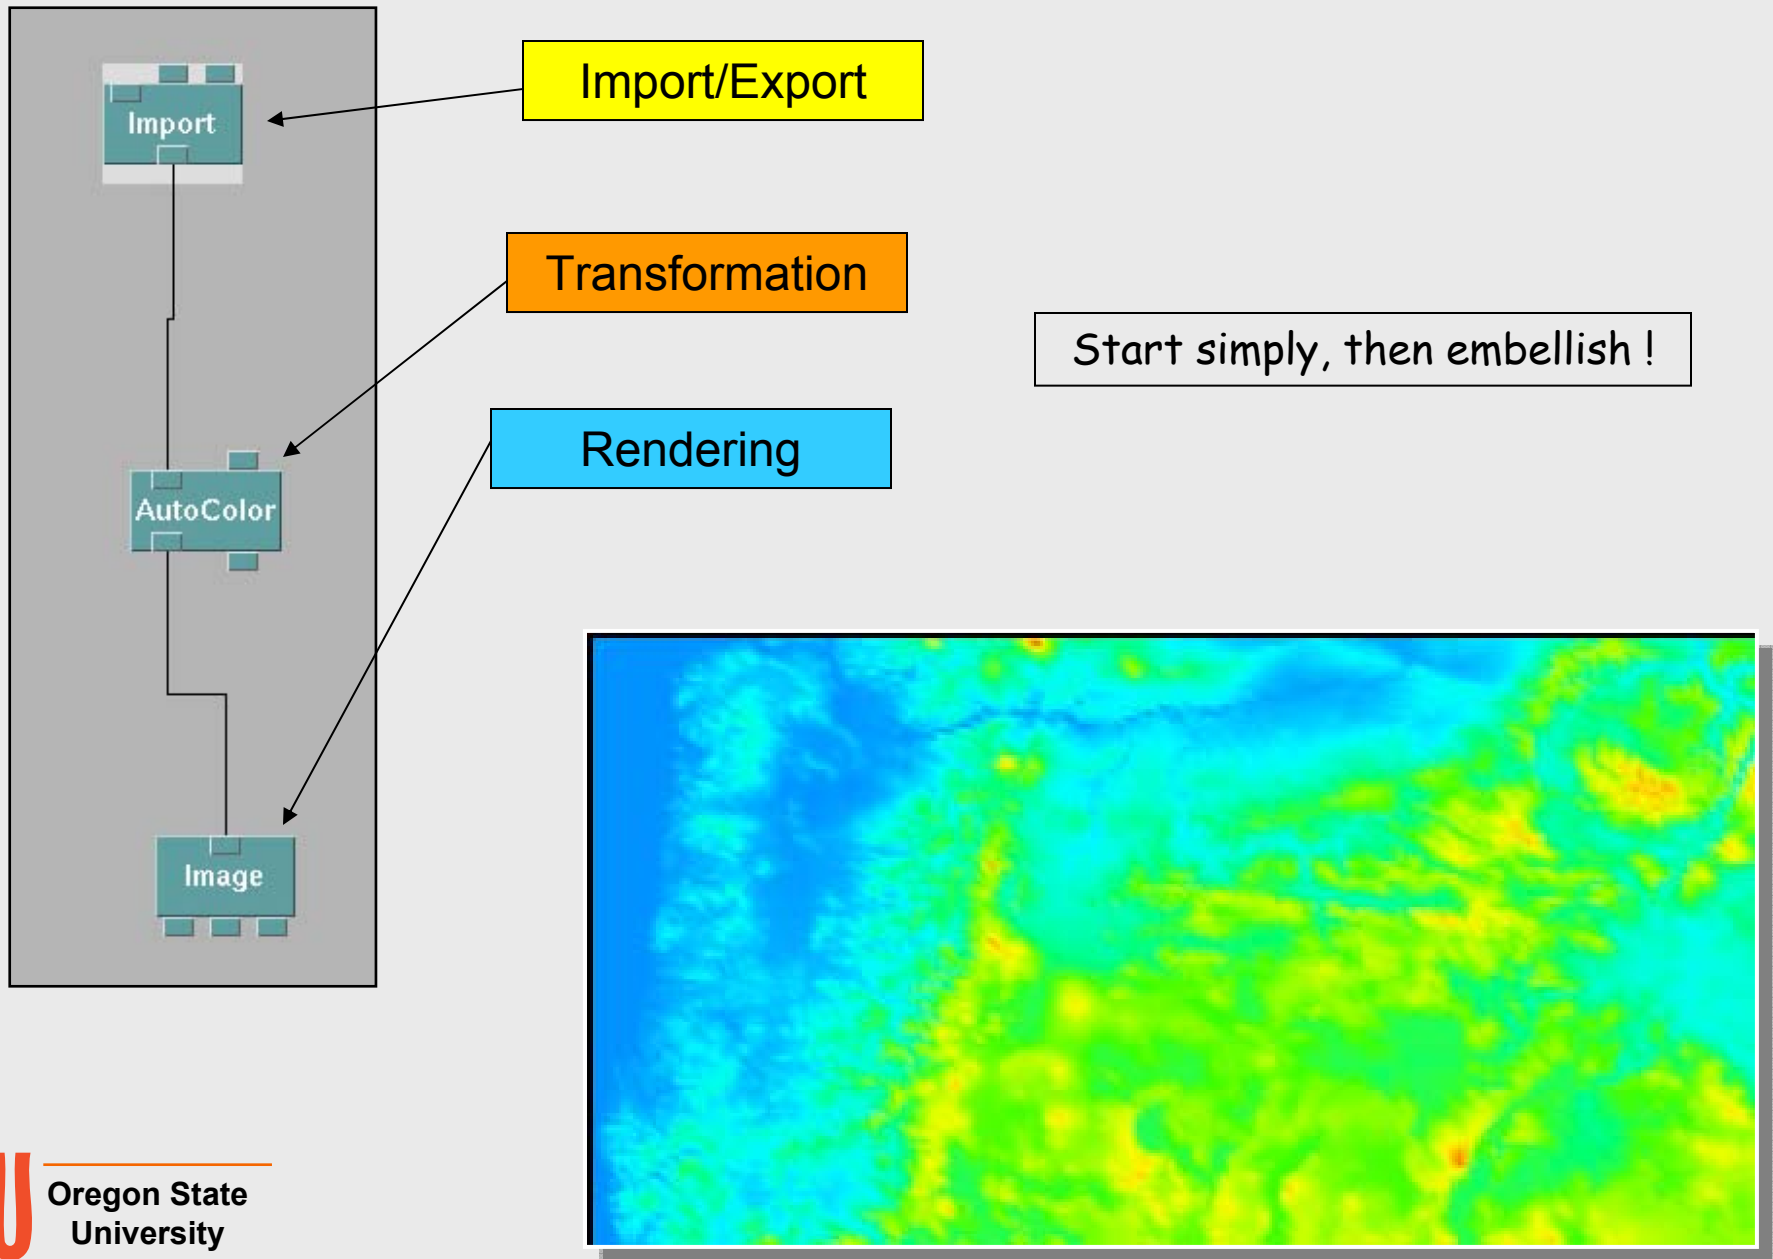 Import
Import/Export
Transformation
Start simply, then embellish !
Rendering
AutoColor
Image
Oregon State
University